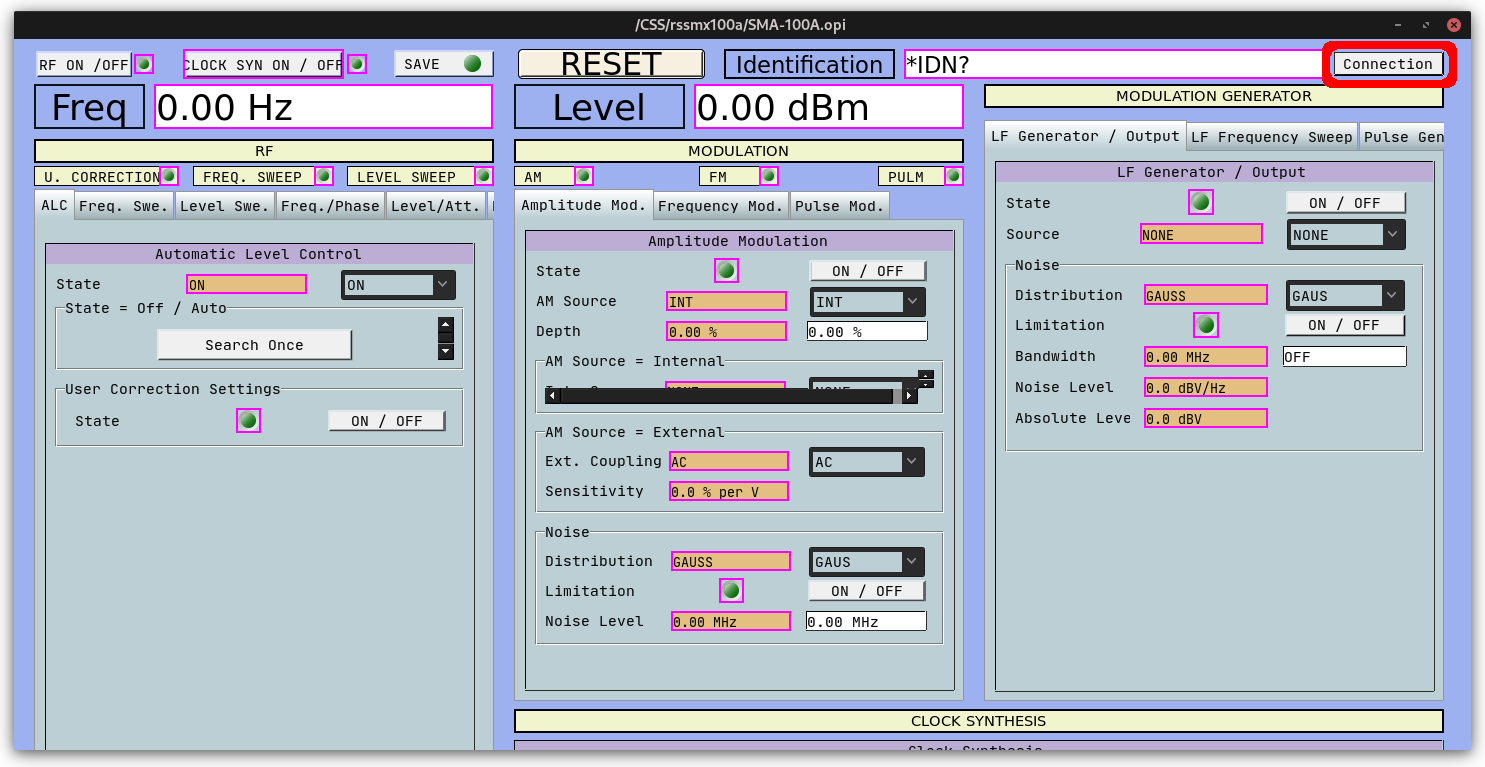 /CSS/rssmx100a/SMA-100A.opi
RF ON /OFF
CLOCK SYN ON / OFF
SAVE
RESET
Identification
*IDN?
Connection
Freq
0.00 Hz
Level
0.00 dBm
MODULATION GENERATOR
RF
U. CORRECTION
FREQ. SWEEP
LEVEL SWEEP
ALC
Freq. Swe.
Level Swe.
Freq./Phase
Level/Att.
Automatic Level Control
State
ON
ON
State = Off / Auto
Search Once
User Correction Settings
State
ON / OFF
MODULATION
AM
FM
PULM
Amplitude Mod.
Frequency Mod.
Pulse Mod.
Amplitude Modulation
State
ON / OFF
AM Source
INT
INT
Depth
0.00 %
0.00 %
AM Source = Internal
AM Source = External
Ext. Coupling
AC
AC
Sensitivity
0.0 % per V
Noise
Distribution
GAUSS
GAUS
Limitation
ON / OFF
Noise Level
0.00 MHz
0.00 MHz
LF Generator / Output
LF Frequency Sweep
Pulse Gen
LF Generator / Output
State
ON / OFF
Source
NONE
NONE
Noise
Distribution
GAUSS
GAUS
Limitation
ON / OFF
Bandwidth
0.00 MHz
OFF
Noise Level
0.0 dBV/Hz
Absolute Leve
0.0 dBV
CLOCK SYNTHESIS
Clock Synthesis